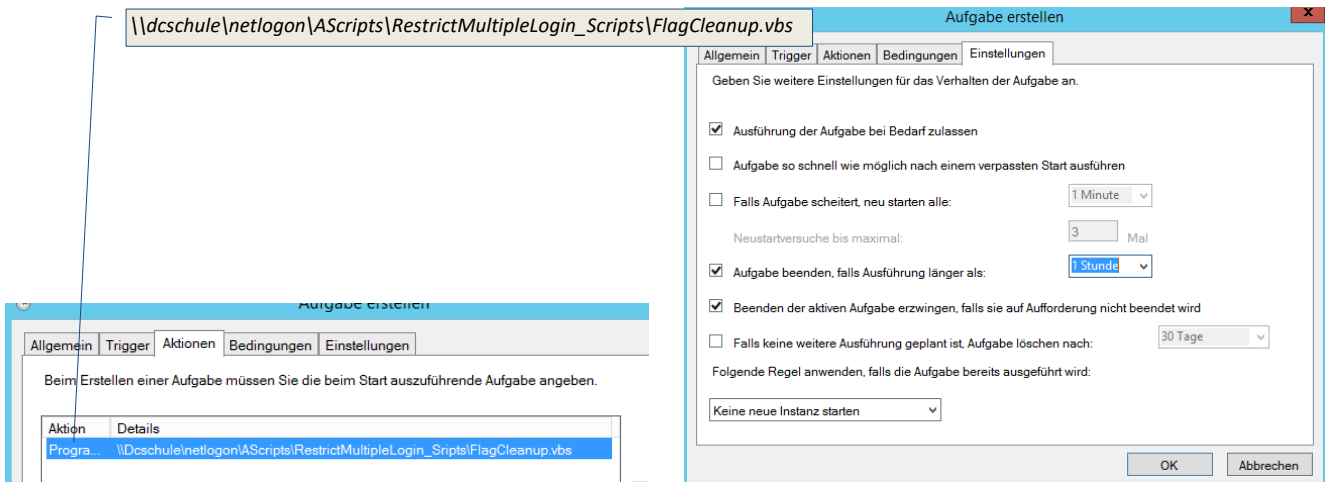 \\dcschule\netlogon\AScripts\RestrictMultipleLogin_Scripts\FlagCleanup.vbs
Aufgabe erstellen
Allgemein Trigger Aktionen Bedingungen Einstellungen
Geben Sie weitere Einstellungen für das Verhalten der Aufgabe an.
Ausführung der Aufgabe bei Bedarf zulassen
Aufgabe so schnell wie möglich nach einem verpassten Start ausführen
Falls Aufgabe scheitert, neu starten alle: 1 Minute
Neustartversuche bis maximal: 3 Mal
Aufgabe beenden, falls Ausführung länger als: 1 Stunde
Beenden der aktiven Aufgabe erzwingen, falls sie auf Aufforderung nicht beendet wird
Falls keine weitere Ausführung geplant ist, Aufgabe löschen nach: 30 Tage
Folgende Regel anwenden, falls die Aufgabe bereits ausgeführt wird:
Keine neue Instanz starten
OK Abbrechen
Aufgabe erstellen
Allgemein Trigger Aktionen Bedingungen Einstellungen
Beim Erstellen einer Aufgabe müssen Sie die beim Start auszuführende Aufgabe angeben.
Aktion Details
Progra... \\Dcschule\netlogon\AScripts\RestrictMultipleLogin_Sripts\FlagCleanup.vbs